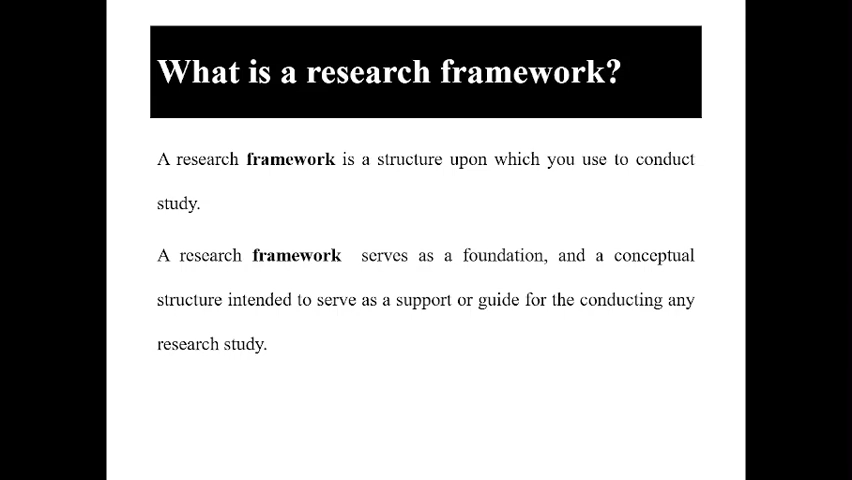 What is a research framework?
A research framework is a structure upon which you use to conduct
study.
A research framework serves as a foundation, and a conceptual
structure intended to serve as a support or guide for the conducting any
research study.